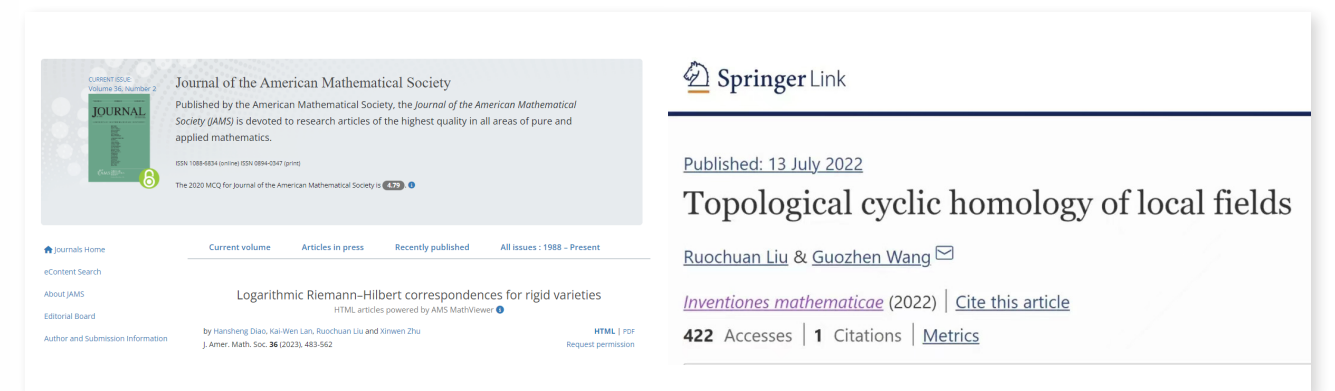 CURRENT ISSUE
Volume 36, Number 2
JOURNAL
Journal of the American Mathematical Society
Published by the American Mathematical Society, the Journal of the American Mathematical
Society (JAMS) is devoted to research articles of the highest quality in all areas of pure and
applied mathematics.
ISSN 1088-6834 (online) ISSN 0894-0347 (print)
The 2020 MCQ for Journal of the American Mathematical Society is 4.79
Journals Home
eContent Search
About JAMS
Editorial Board
Author and Submission Information
Current volume Articles in press Recently published All issues : 1988 – Present
Logarithmic Riemann–Hilbert correspondences for rigid varieties
HTML articles powered by AMS MathViewer
by Hansheng Diao, Kai-Wen Lan, Ruochuan Liu and Xinwen Zhu HTML | PDF
J. Amer. Math. Soc. 36 (2023), 483-562 Request permission
Springer Link
Published: 13 July 2022
Topological cyclic homology of local fields
Ruochuan Liu & Guozhen Wang
Inventiones mathematicae (2022) | Cite this article
422 Accesses | 1 Citations | Metrics